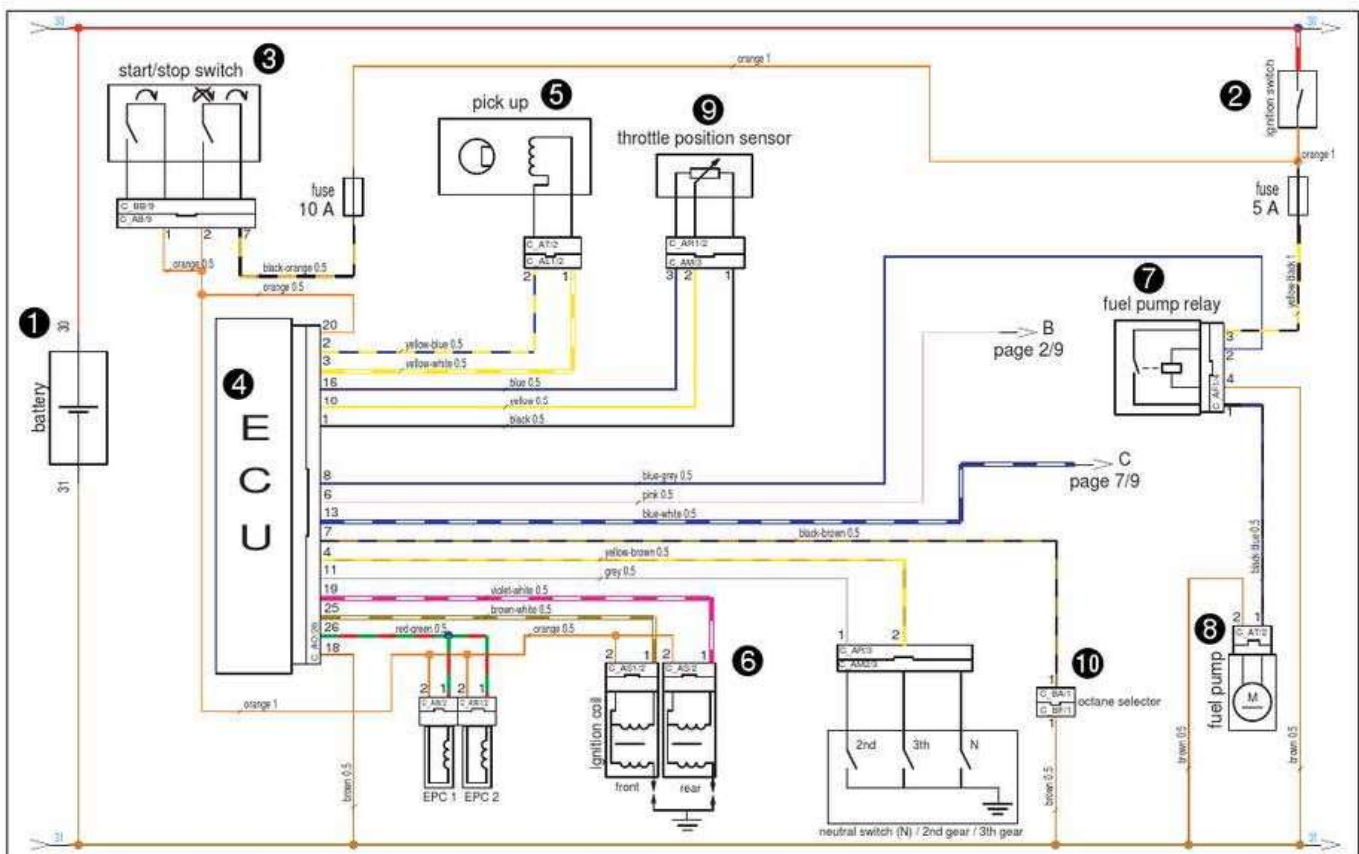 30
30
3
start/stop switch
orange 1
5
pick up
9
throttle position sensor
2
ignition switch
orange 1
fuse
10 A
fuse
5 A
C_BB/9
C_AB/9
1
2
7
orange 0.5
black-orange 0.5
orange 0.5
C_AT/2
2
1
C_AM/3
3
2
1
yellow-black 1
7
fuel pump relay
3
2
4
1
1
30
battery
31
4
E
C
U
20
2
3
16
10
1
8
6
13
7
4
11
19
25
26
18
yellow-blue 0.5
yellow-white 0.5
blue 0.5
yellow 0.5
black 0.5
B
page 2/9
blue-grey 0.5
pink 0.5
C
page 7/9
blue-white 0.5
black-brown 0.5
yellow-brown 0.5
grey 0.5
violet-white 0.5
brown-white 0.5
red-green 0.5
orange 0.5
black blue 0.5
orange 1
2
1
2
1
EPC 1
EPC 2
2
1
2
1
C_AS1/2
C_AS/2
6
ignition coil
front
rear
1
2
C_AM2/3
2nd
3th
N
neutral switch (N) / 2nd gear / 3th gear
10
1
C_BA/1
C_BF/1
1
octane selector
8
2
1
C_AT/2
fuel pump
M
brown 0.5
brown 0.5
brown 0.5
brown 0.5
31
31